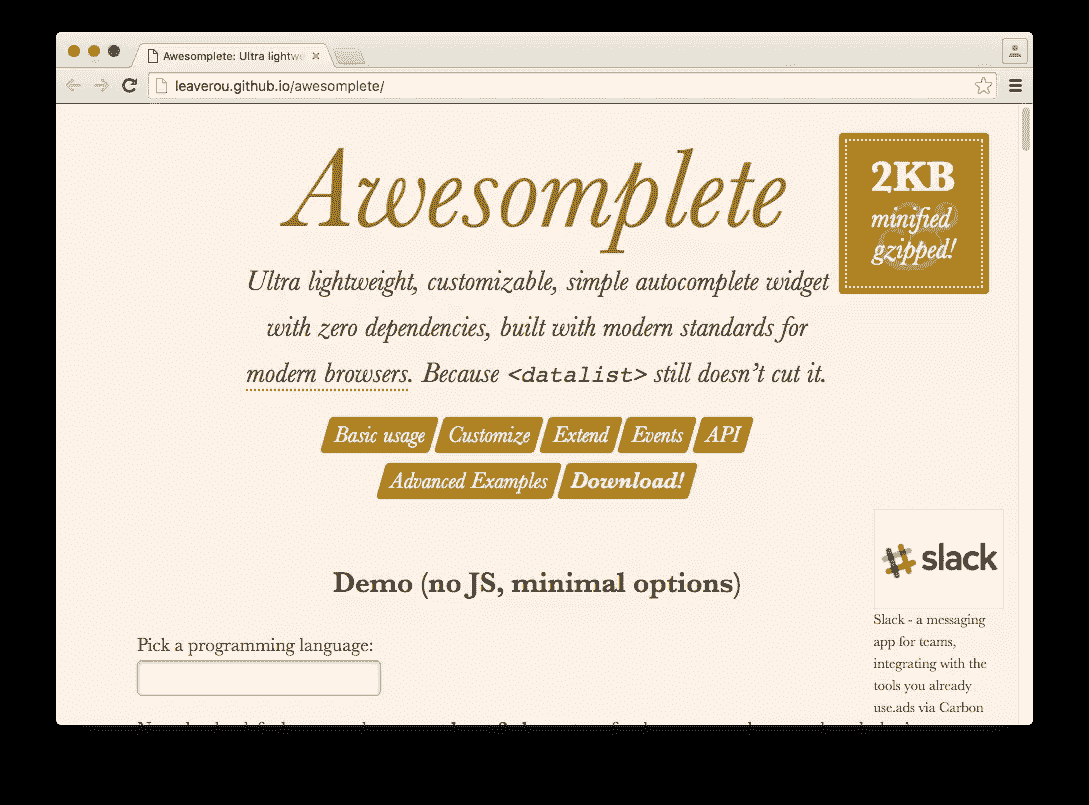 Awesomplete: Ultra lightw
leaverou.github.io/awesomplete/
Awesomplete
2KB
minified
&
gzipped!
Ultra lightweight, customizable, simple autocomplete widget
with zero dependencies, built with modern standards for
modern browsers. Because <datalist> still doesn't cut it.
Basic usage Customize Extend Events API
Advanced Examples Download!
slack
Demo (no JS, minimal options)
Slack - a messaging
app for teams,
integrating with the
tools you already
use.ads via Carbon
Pick a programming language: